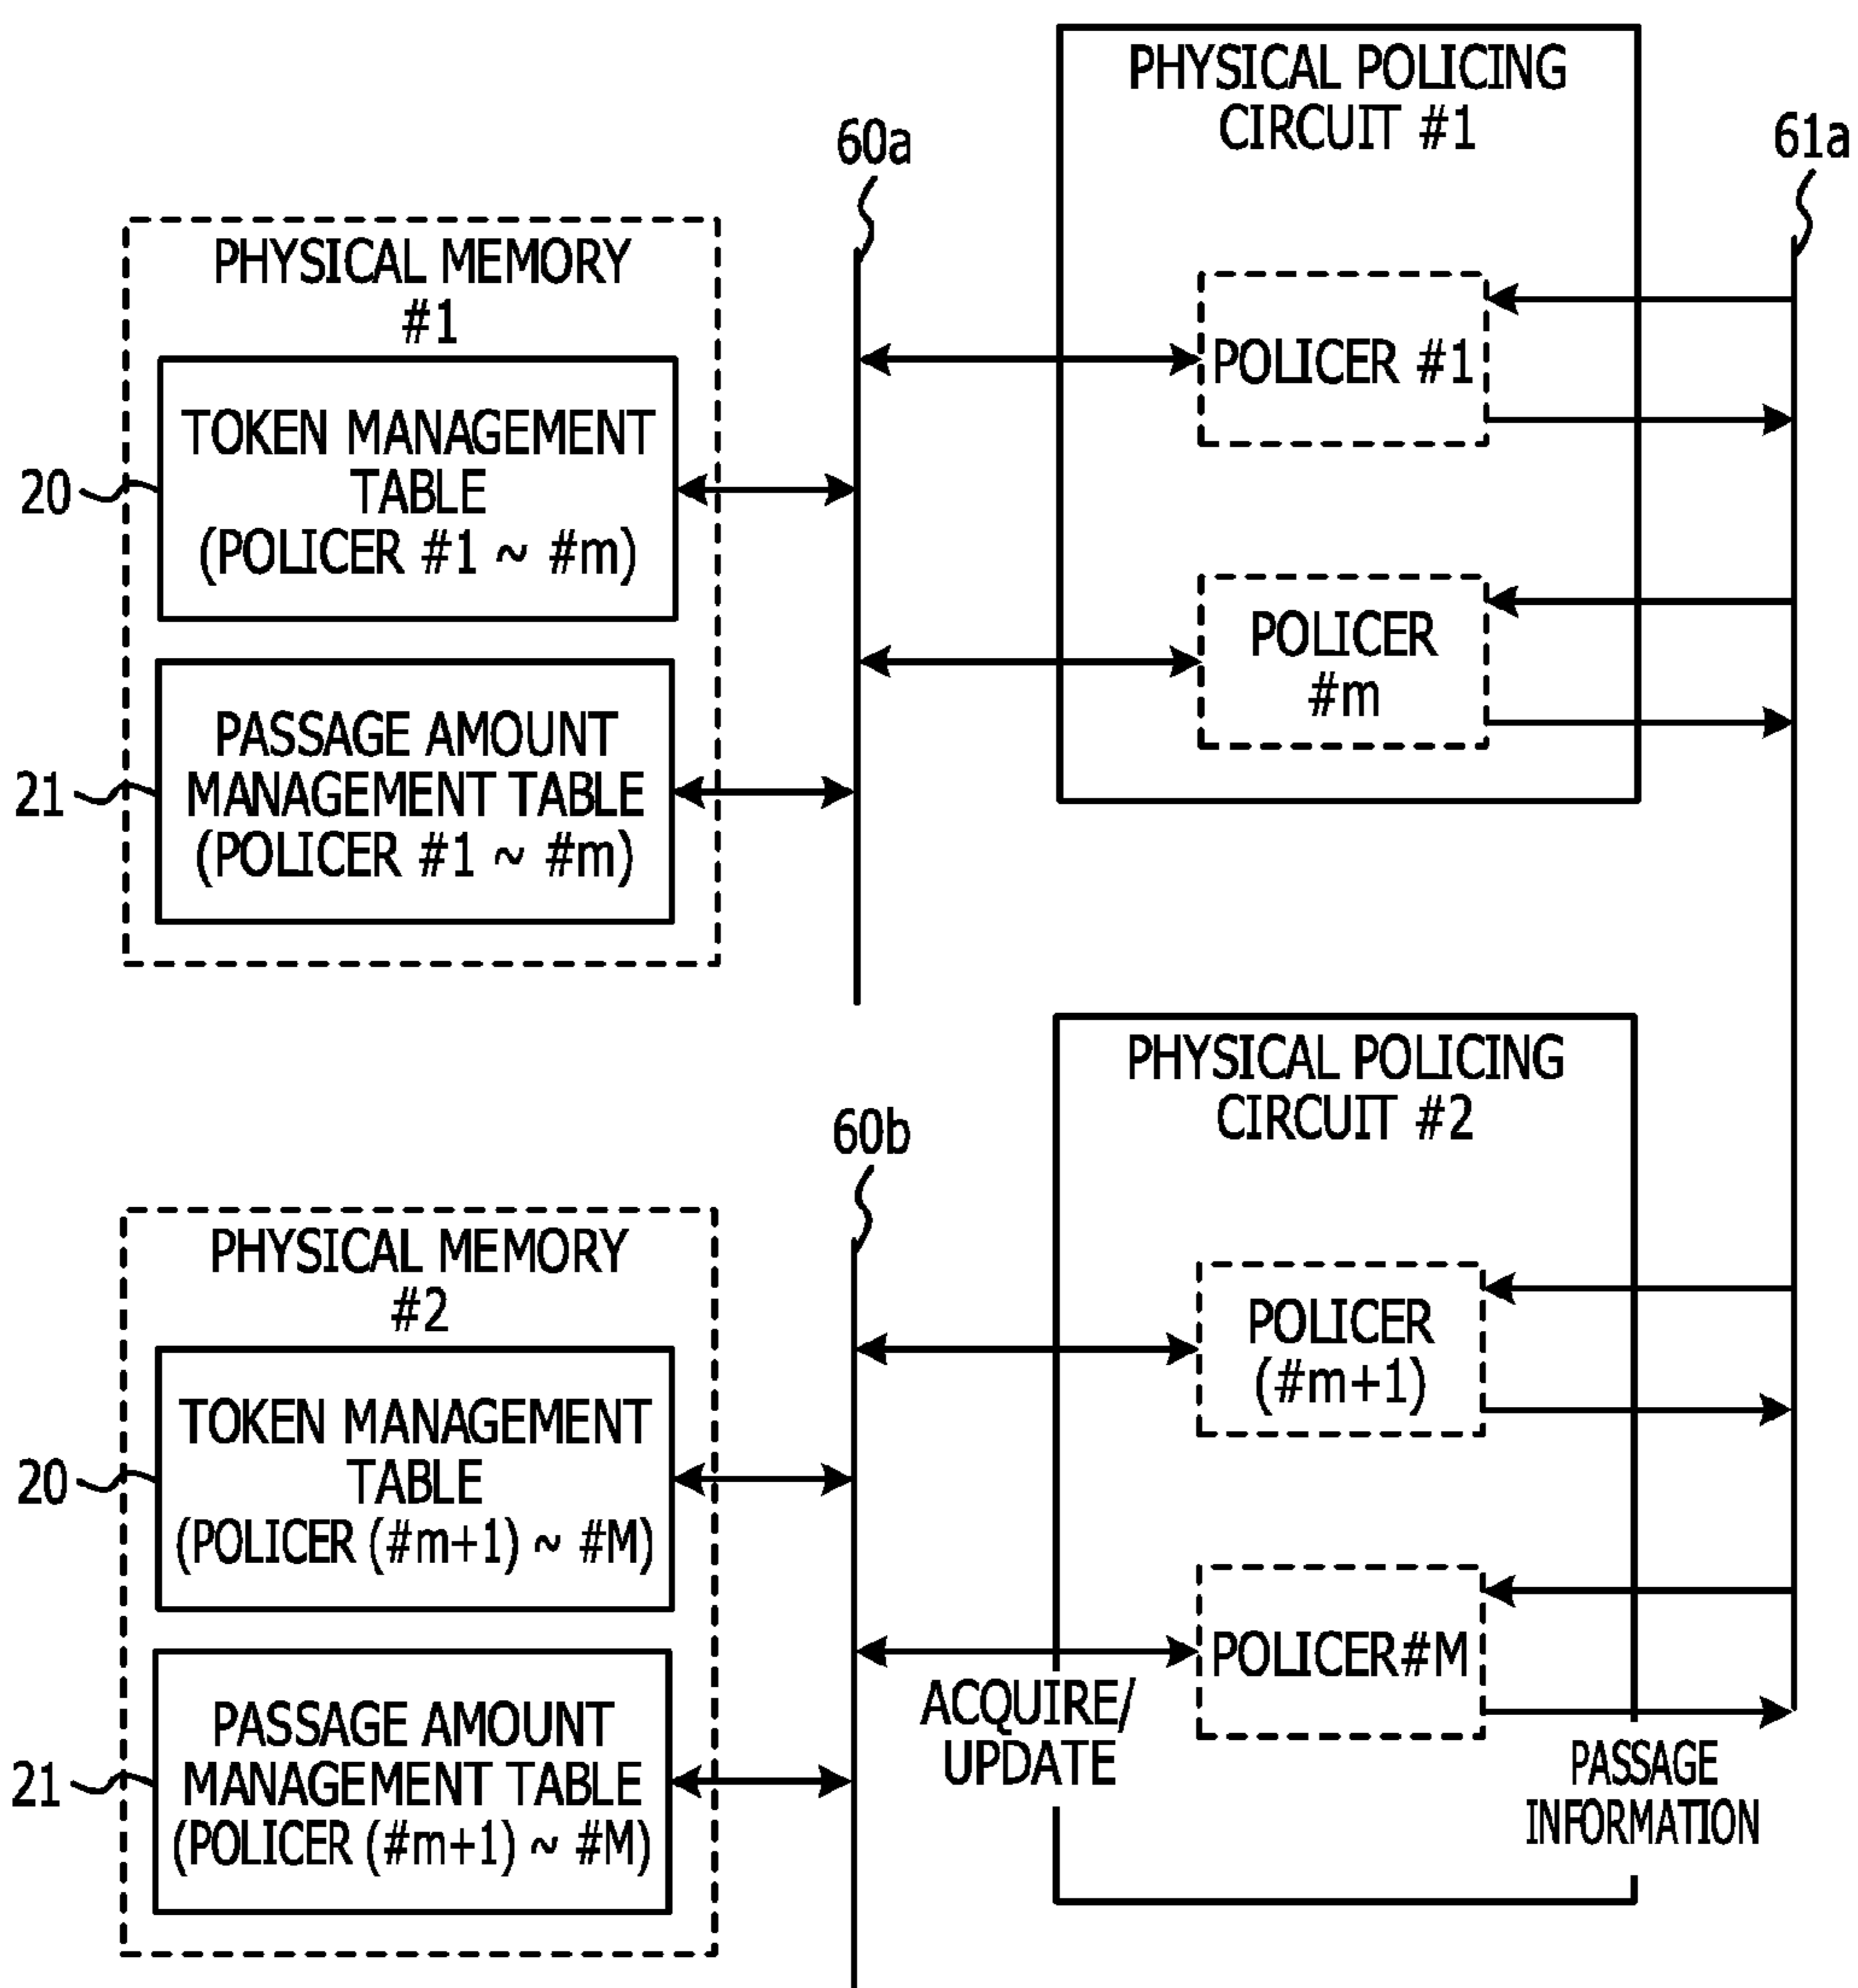 PHYSICAL POLICING
CIRCUIT #1
60a
61a
PHYSICAL MEMORY
#1
POLICER #1
TOKEN MANAGEMENT
TABLE
(POLICER #1 ~ #m)
20
POLICER
#m
PASSAGE AMOUNT
MANAGEMENT TABLE
(POLICER #1 ~ #m)
21
PHYSICAL POLICING
CIRCUIT #2
60b
PHYSICAL MEMORY
#2
POLICER
(#m+1)
TOKEN MANAGEMENT
TABLE
(POLICER (#m+1) ~ #M)
20
POLICER#M
ACQUIRE/
UPDATE
PASSAGE AMOUNT
MANAGEMENT TABLE
(POLICER (#m+1) ~ #M)
21
PASSAGE
INFORMATION